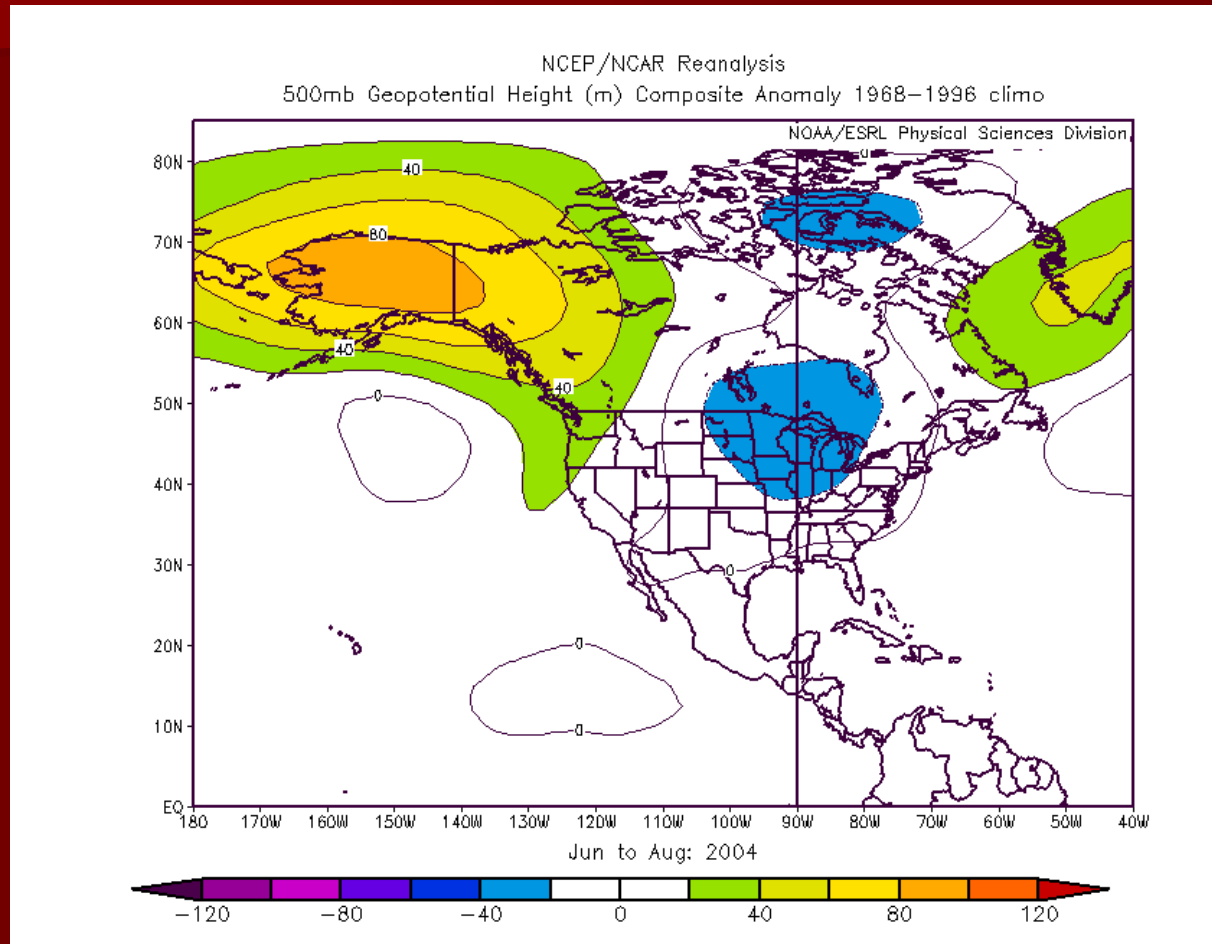 NCEP/NCAR Reanalysis
500mb Geopotential Height (m) Composite Anomaly 1968-1996 climo
NOAA/ESRL Physical Sciences Division
80N
70N
60N
50N
40N
30N
20N
10N
EQ
0
40
80
40
40
0
0
0
0
180 170W 160W 150W 140W 130W 120W 110W 100W 90W 80W 70W 60W 50W 40W
Jun to Aug: 2004
-120 -80 -40 0 40 80 120